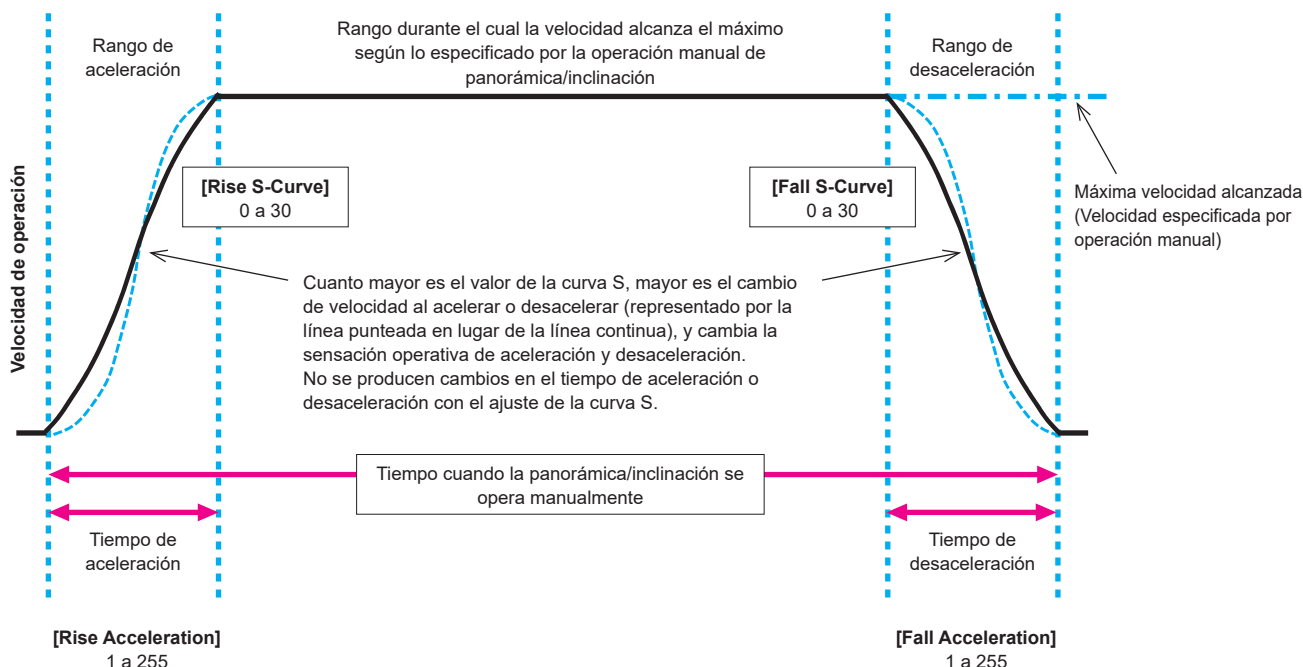 Rango de
aceleración
Rango durante el cual la velocidad alcanza el máximo
según lo especificado por la operación manual de
panorámica/inclinación
Rango de
desaceleración
Velocidad de operación
[Rise S-Curve]
0 a 30
[Fall S-Curve]
0 a 30
Máxima velocidad alcanzada
(Velocidad especificada por
operación manual)
Cuanto mayor es el valor de la curva S, mayor es el cambio
de velocidad al acelerar o desacelerar (representado por la
línea punteada en lugar de la línea continua), y cambia la
sensación operativa de aceleración y desaceleración.
No se producen cambios en el tiempo de aceleración o
desaceleración con el ajuste de la curva S.
Tiempo cuando la panorámica/inclinación se
opera manualmente
Tiempo de
aceleración
Tiempo de
desaceleración
[Rise Acceleration]
1 a 255
[Fall Acceleration]
1 a 255